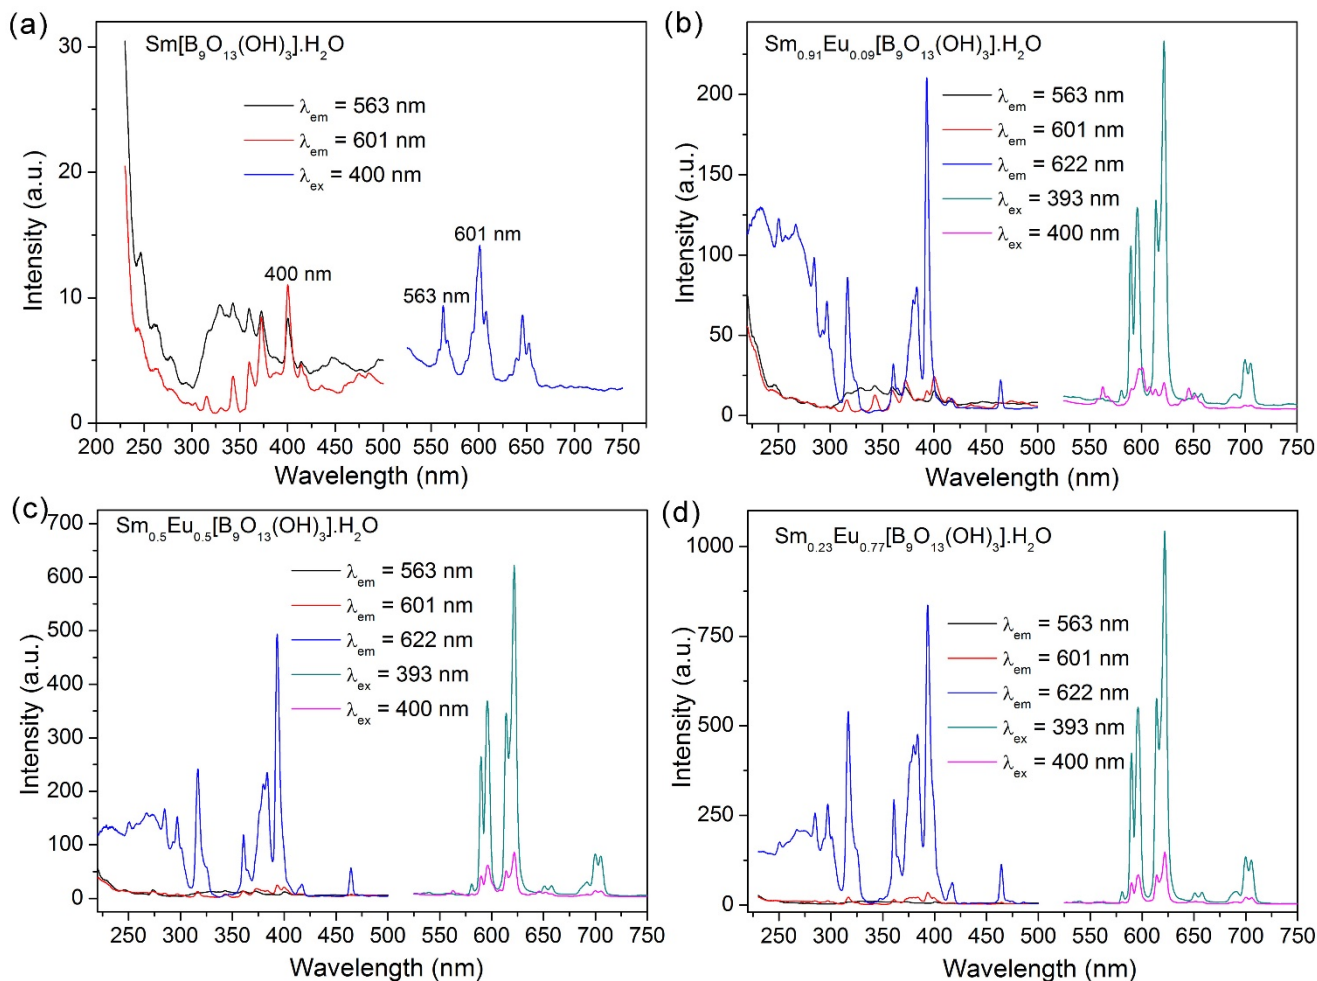 (a)
Sm[B₉O₁₃(OH)₃].H₂O
λem = 563 nm
λem = 601 nm
λex = 400 nm
400 nm
563 nm
601 nm
Intensity (a.u.)
30
20
10
0
200 250 300 350 400 450 500 550 600 650 700 750
Wavelength (nm)
(b)
Sm₀.₉₁Eu₀.₀₉[B₉O₁₃(OH)₃].H₂O
λem = 563 nm
λem = 601 nm
λem = 622 nm
λex = 393 nm
λex = 400 nm
Intensity (a.u.)
200
150
100
50
0
250 300 350 400 450 500 550 600 650 700 750
Wavelength (nm)
(c)
Sm₀.₅Eu₀.₅[B₉O₁₃(OH)₃].H₂O
λem = 563 nm
λem = 601 nm
λem = 622 nm
λex = 393 nm
λex = 400 nm
Intensity (a.u.)
700
600
500
400
300
200
100
0
250 300 350 400 450 500 550 600 650 700 750
Wavelength (nm)
(d)
Sm₀.₂₃Eu₀.₇₇[B₉O₁₃(OH)₃].H₂O
λem = 563 nm
λem = 601 nm
λem = 622 nm
λex = 393 nm
λex = 400 nm
Intensity (a.u.)
1000
750
500
250
0
250 300 350 400 450 500 550 600 650 700 750
Wavelength (nm)